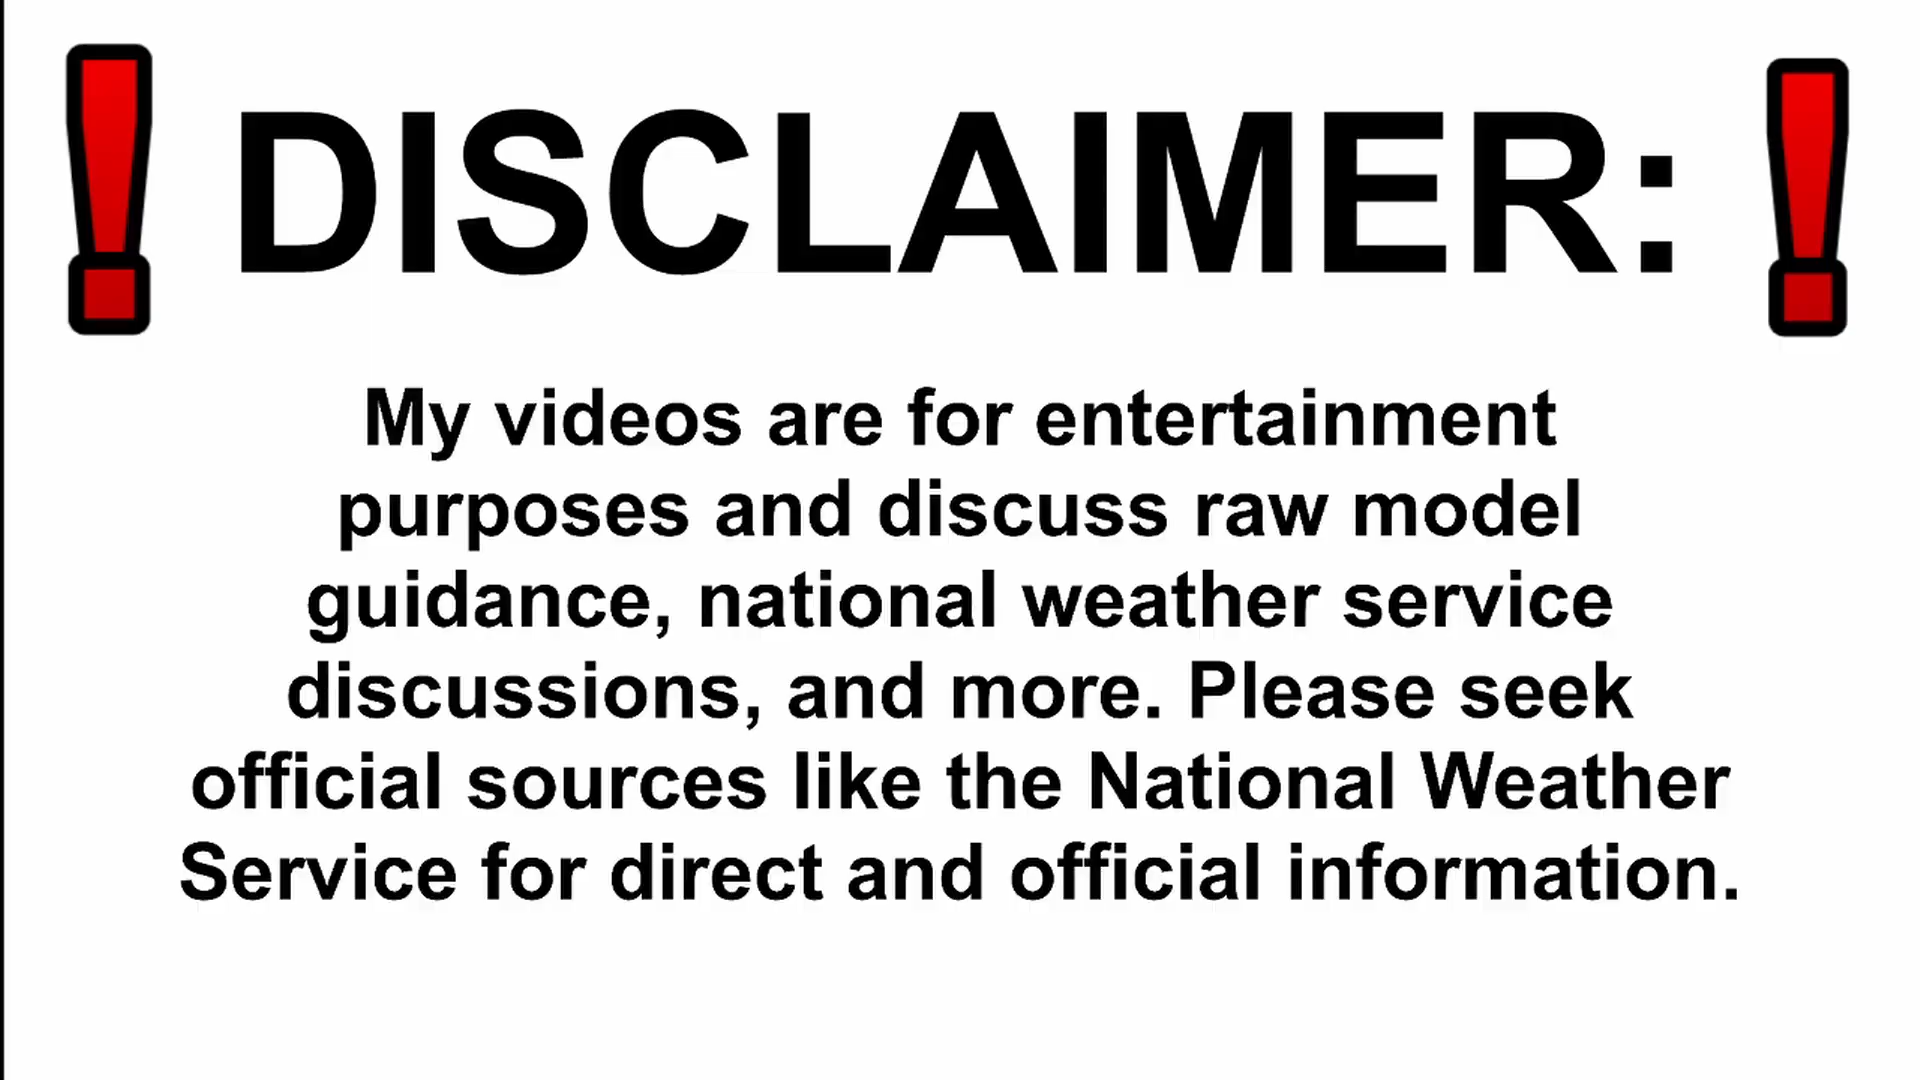 DISCLAIMER:
My videos are for entertainment
purposes and discuss raw model
guidance, national weather service
discussions, and more. Please seek
official sources like the National Weather
Service for direct and official information.